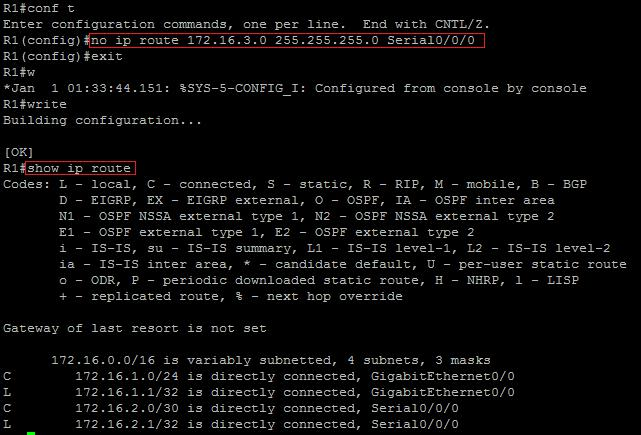 R1#conf t
Enter configuration commands, one per line.  End with CNTL/Z.
R1(config)#no ip route 172.16.3.0 255.255.255.0 Serial0/0/0
R1(config)#exit
R1#w
*Jan  1 01:33:44.151: %SYS-5-CONFIG_I: Configured from console by console
R1#write
Building configuration...
[OK]
R1#show ip route
Codes: L - local, C - connected, S - static, R - RIP, M - mobile, B - BGP
       D - EIGRP, EX - EIGRP external, O - OSPF, IA - OSPF inter area
       N1 - OSPF NSSA external type 1, N2 - OSPF NSSA external type 2
       E1 - OSPF external type 1, E2 - OSPF external type 2
       i - IS-IS, su - IS-IS summary, L1 - IS-IS level-1, L2 - IS-IS level-2
       ia - IS-IS inter area, * - candidate default, U - per-user static route
       o - ODR, P - periodic downloaded static route, H - NHRP, l - LISP
       + - replicated route, % - next hop override
Gateway of last resort is not set
      172.16.0.0/16 is variably subnetted, 4 subnets, 3 masks
C        172.16.1.0/24 is directly connected, GigabitEthernet0/0
L        172.16.1.1/32 is directly connected, GigabitEthernet0/0
C        172.16.2.0/30 is directly connected, Serial0/0/0
L        172.16.2.1/32 is directly connected, Serial0/0/0